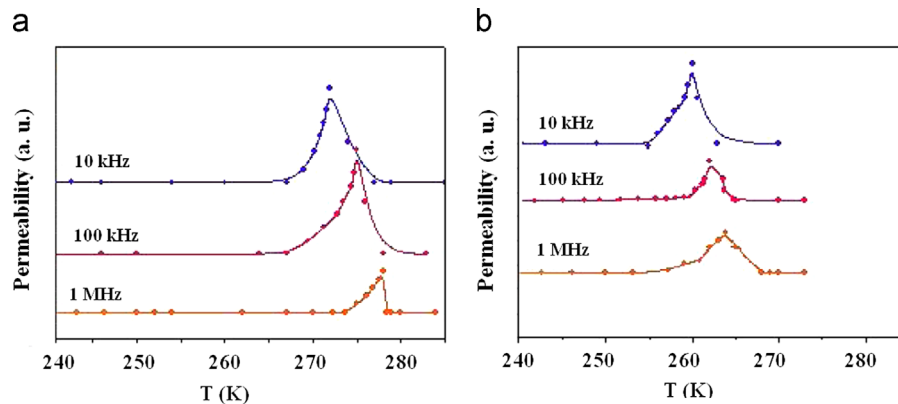 a
Permeability (a. u.)
10 kHz
100 kHz
1 MHz
240 250 260 270 280
T (K)
b
Permeability (a. u.)
10 kHz
100 kHz
1 MHz
240 250 260 270 280
T (K)